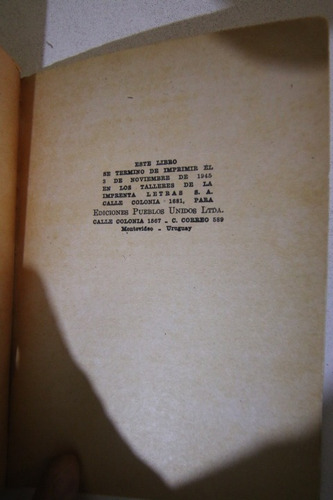 ESTE LIBRO
SE TERMINO DE IMPRIMIR EL
3 DE NOVIEMBRE DE 1945
EN LOS TALLERES DE LA
IMPRENTA LETRAS S. A.
CALLE COLONIA 1681, PARA
EDICIONES PUEBLOS UNIDOS LTDA.
CALLE COLONIA 1567 - C. CORREO 589
Montevideo - Uruguay